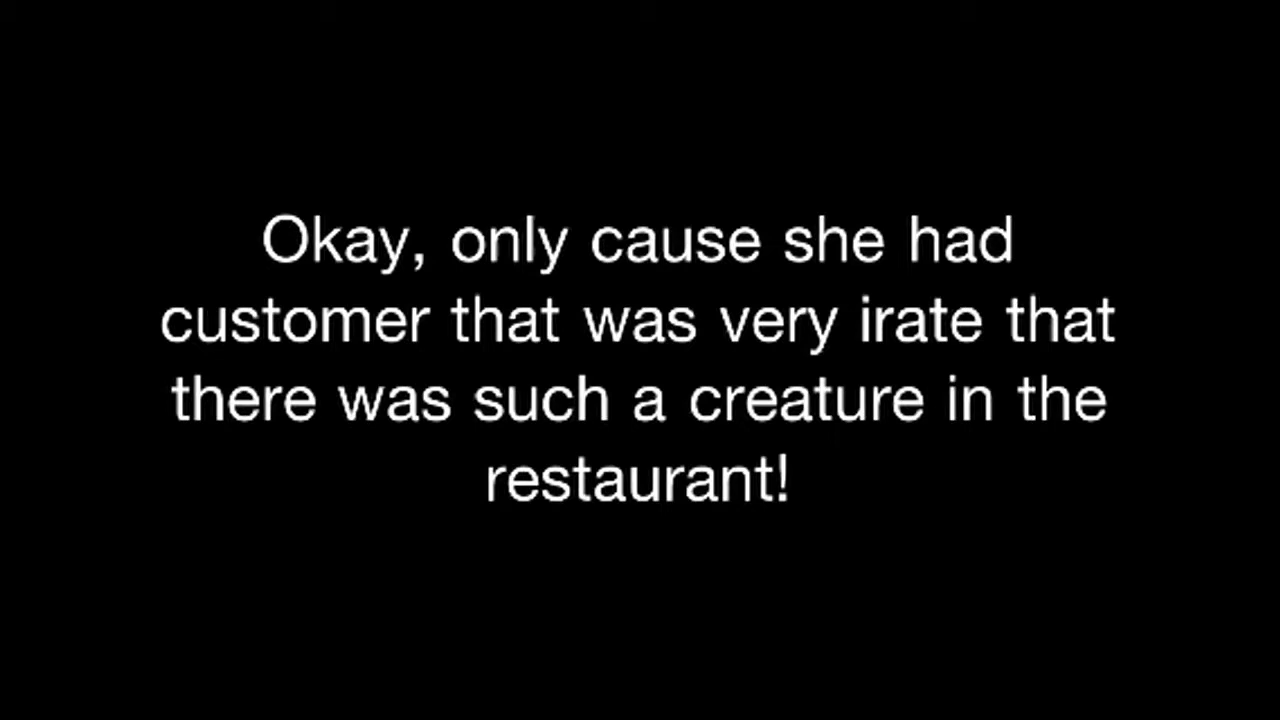 Okay, only cause she had
customer that was very irate that
there was such a creature in the
restaurant!